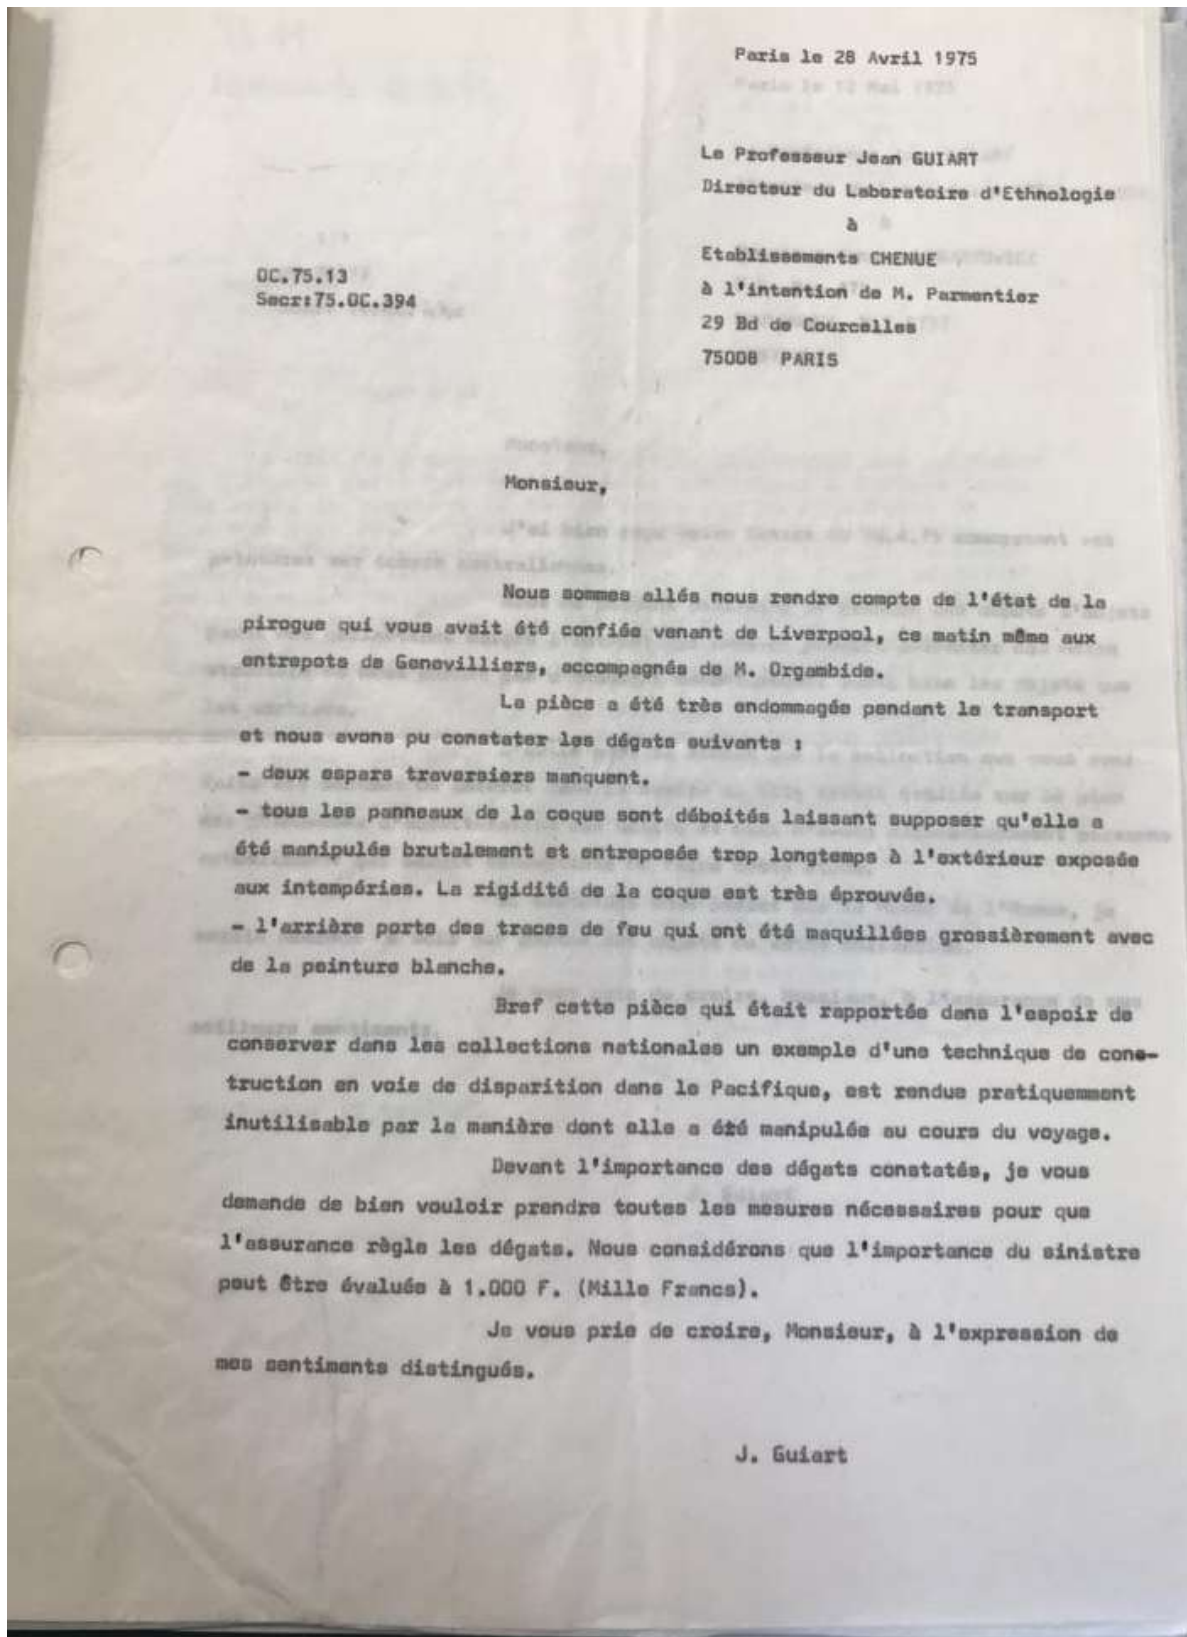 Paris le 28 Avril 1975
Paris le 12 Mai 1975
Le Professeur Jean GUIART
Directeur du Laboratoire d'Ethnologie
à
Etablissements CHENUE
à l'intention de M. Parmentier
29 Bd de Courcelles
75008 PARIS
OC.75.13
Secr:75.OC.394
Monsieur,
Nous sommes allés nous rendre compte de l'état de la
pirogue qui vous avait été confiée venant de Liverpool, ce matin même aux
entrepots de Genevilliers, accompagnés de M. Orgambide.
La pièce a été très endommagée pendant le transport
et nous avons pu constater les dégats suivants :
- deux espars traversiers manquent.
- tous les panneaux de la coque sont déboités laissant supposer qu'elle a
été manipulée brutalement et entreposée trop longtemps à l'extérieur exposée
aux intempéries. La rigidité de la coque est très éprouvée.
- l'arrière porte des traces de feu qui ont été maquillées grossièrement avec
de la peinture blanche.
Bref cette pièce qui était rapportée dans l'espoir de
conserver dans les collections nationales un exemple d'une technique de cons-
truction en voie de disparition dans le Pacifique, est rendue pratiquemment
inutilisable par la manière dont elle a été manipulée au cours du voyage.
Devant l'importance des dégats constatés, je vous
demande de bien vouloir prendre toutes les mesures nécessaires pour que
l'assurance règle les dégats. Nous considérons que l'importance du sinistre
peut être évaluée à 1.000 F. (Mille Francs).
Je vous prie de croire, Monsieur, à l'expression de
mes sentiments distingués.
J. Guiart